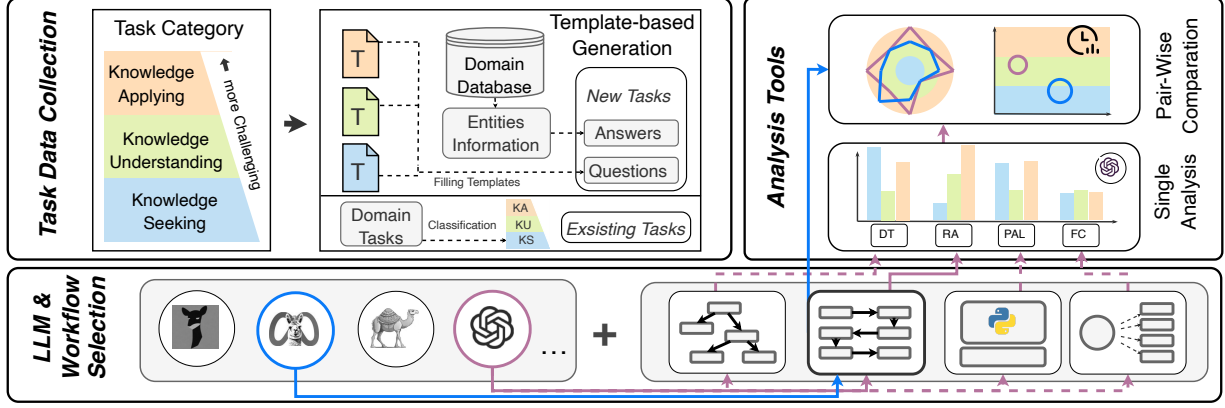 Task Data Collection
Task Category
Knowledge
Applying
Knowledge
Understanding
Knowledge
Seeking
more Challenging
Template-based
Generation
T
T
T
Domain
Database
Entities
Information
New Tasks
Answers
Questions
Filling Templates
Domain
Tasks
Classification
KA
KU
KS
Exsisting Tasks
Analysis Tools
Pair-Wise
Comparation
Single
Analysis
DT
RA
PAL
FC
LLM &
Workflow
Selection
...
+